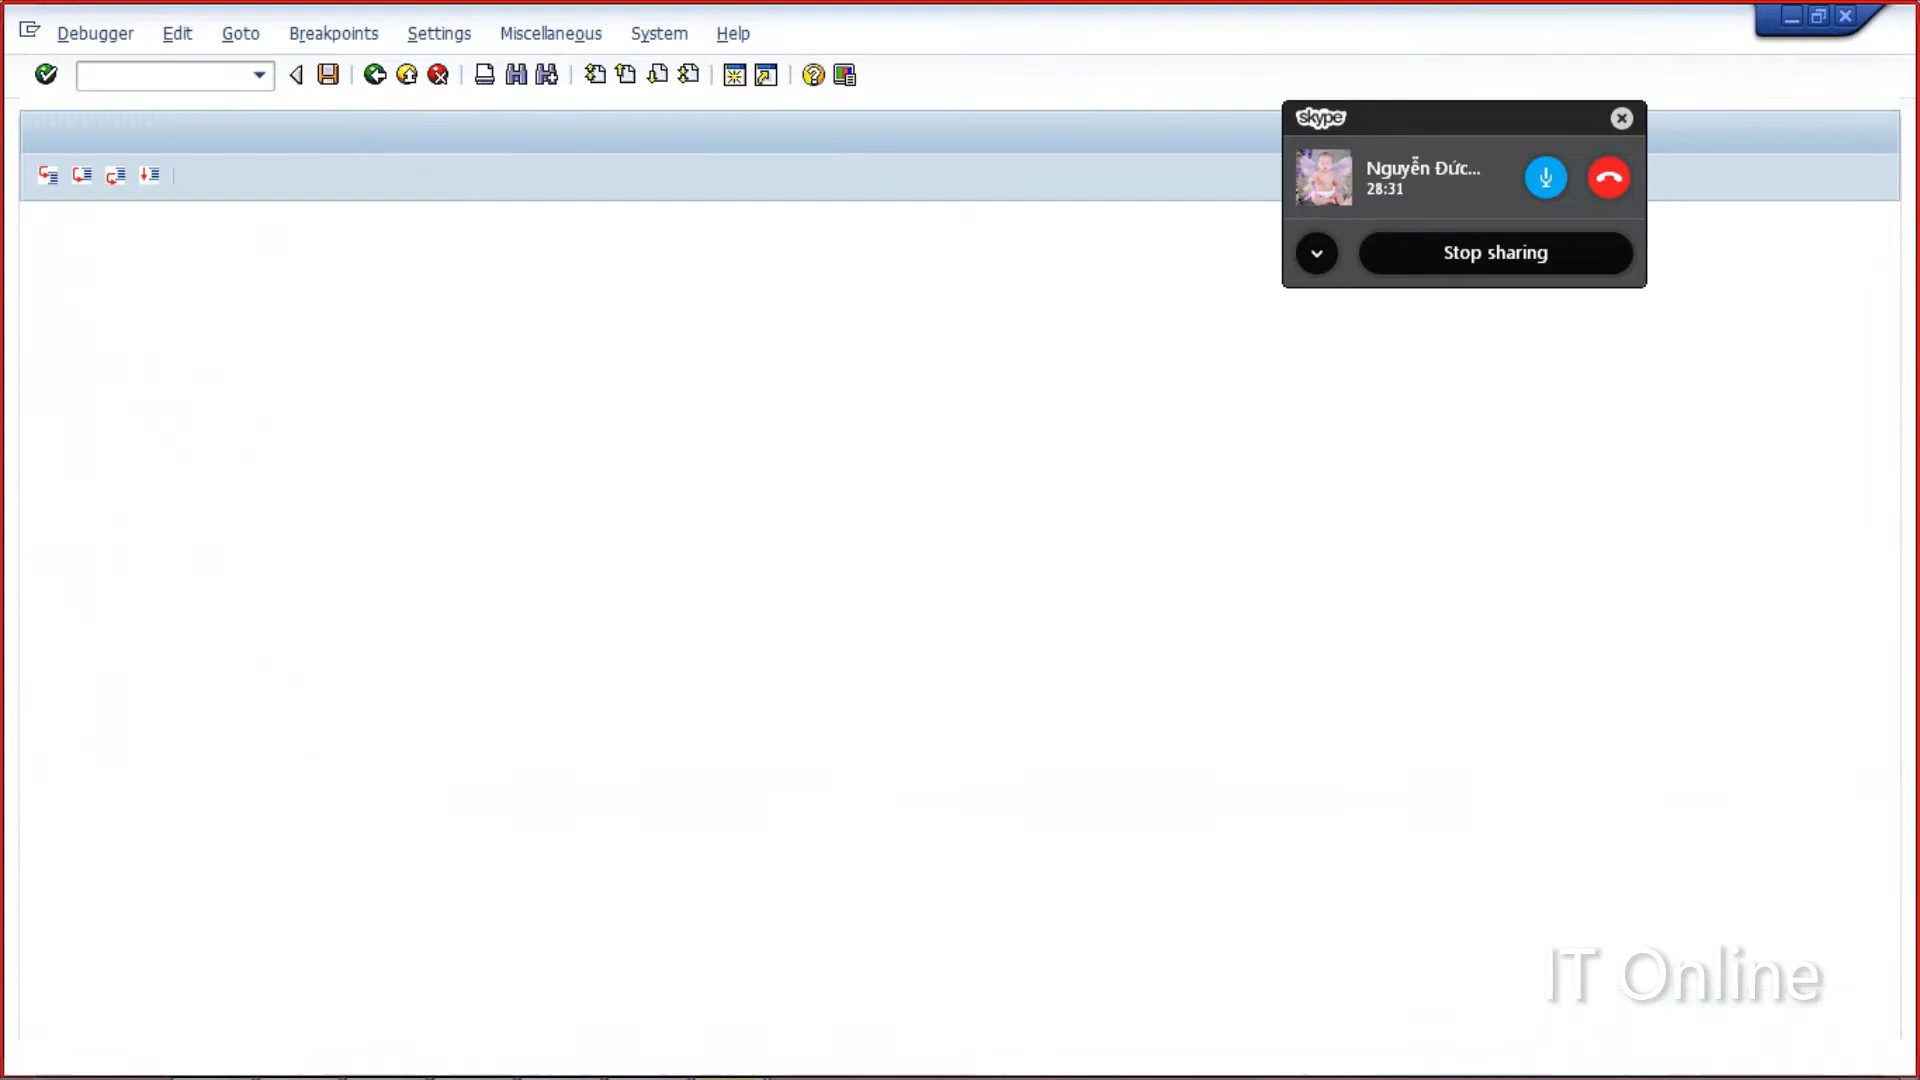 Debugger Edit Goto Breakpoints Settings Miscellaneous System Help
skype
Nguyễn Đức...
28:31
Stop sharing
IT Online